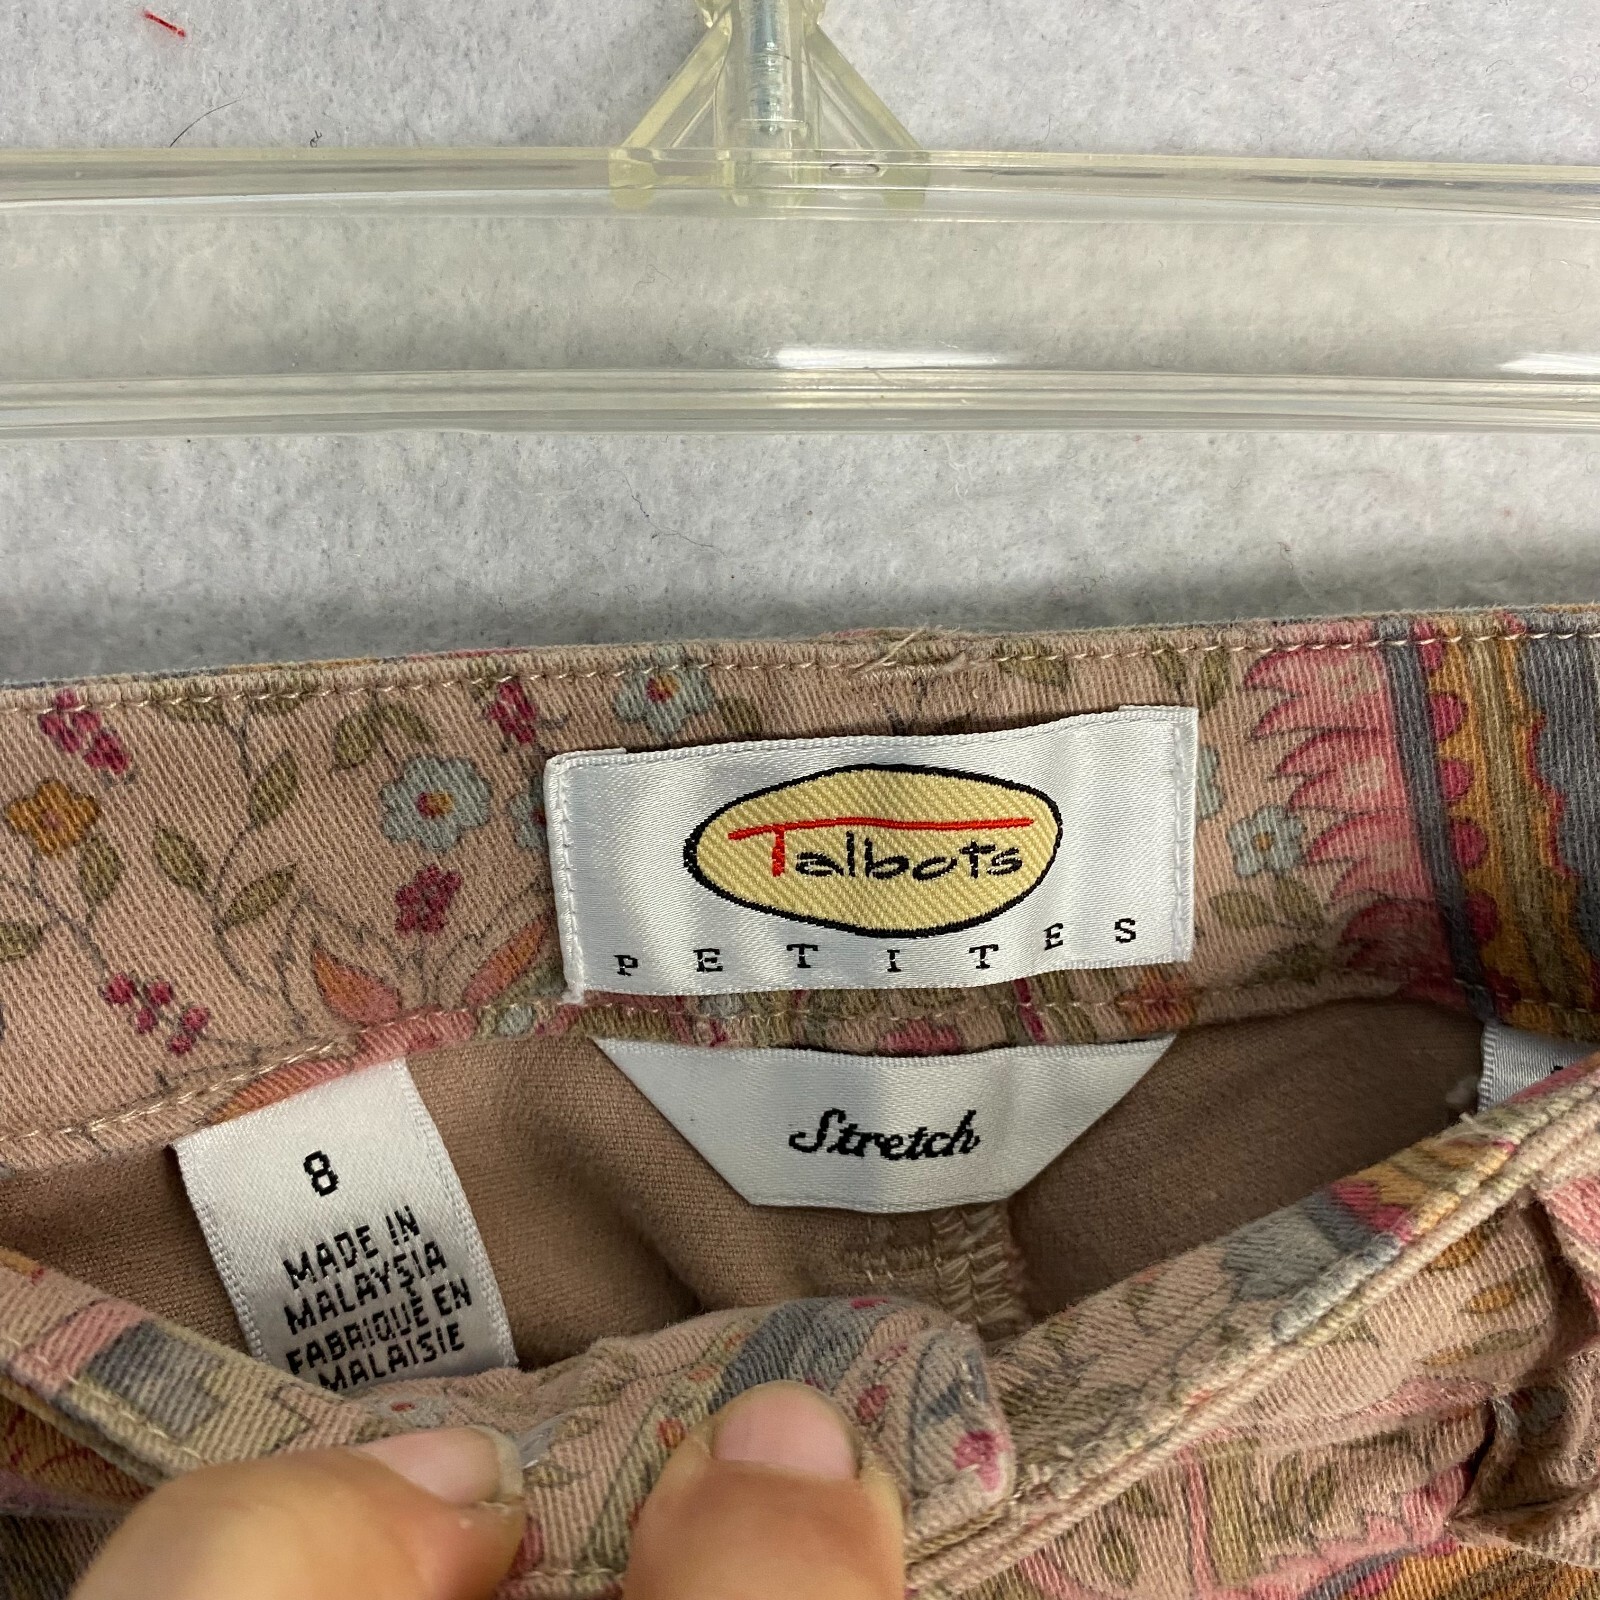 Talbots
PETITES
Stretch
8
MADE IN
MALAYSIA
FABRIQUE EN
MALAISIE